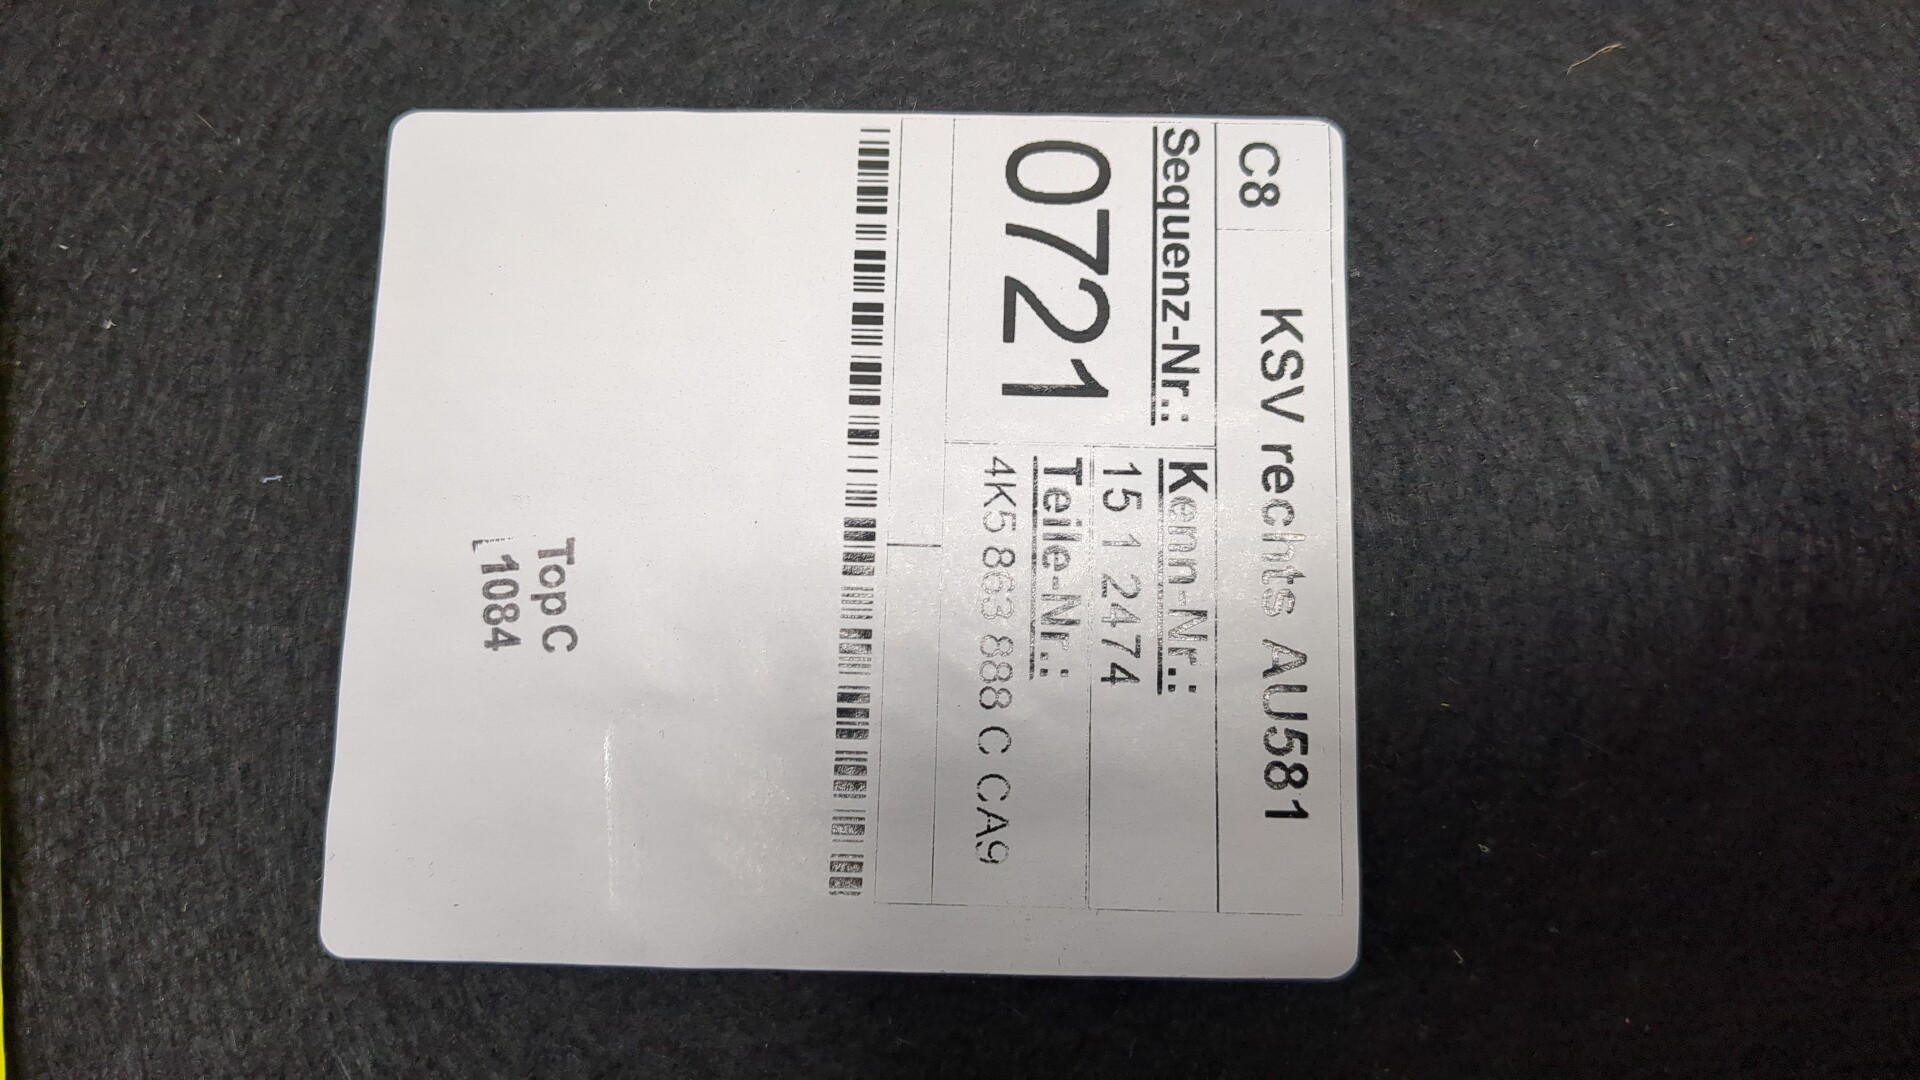 C8 KSV rechts AU581
Sequenz-Nr.:
0721
Kenn-Nr.:
15 1 2474
Teile-Nr.:
4K5 863 888 C CA9
Top C
1084